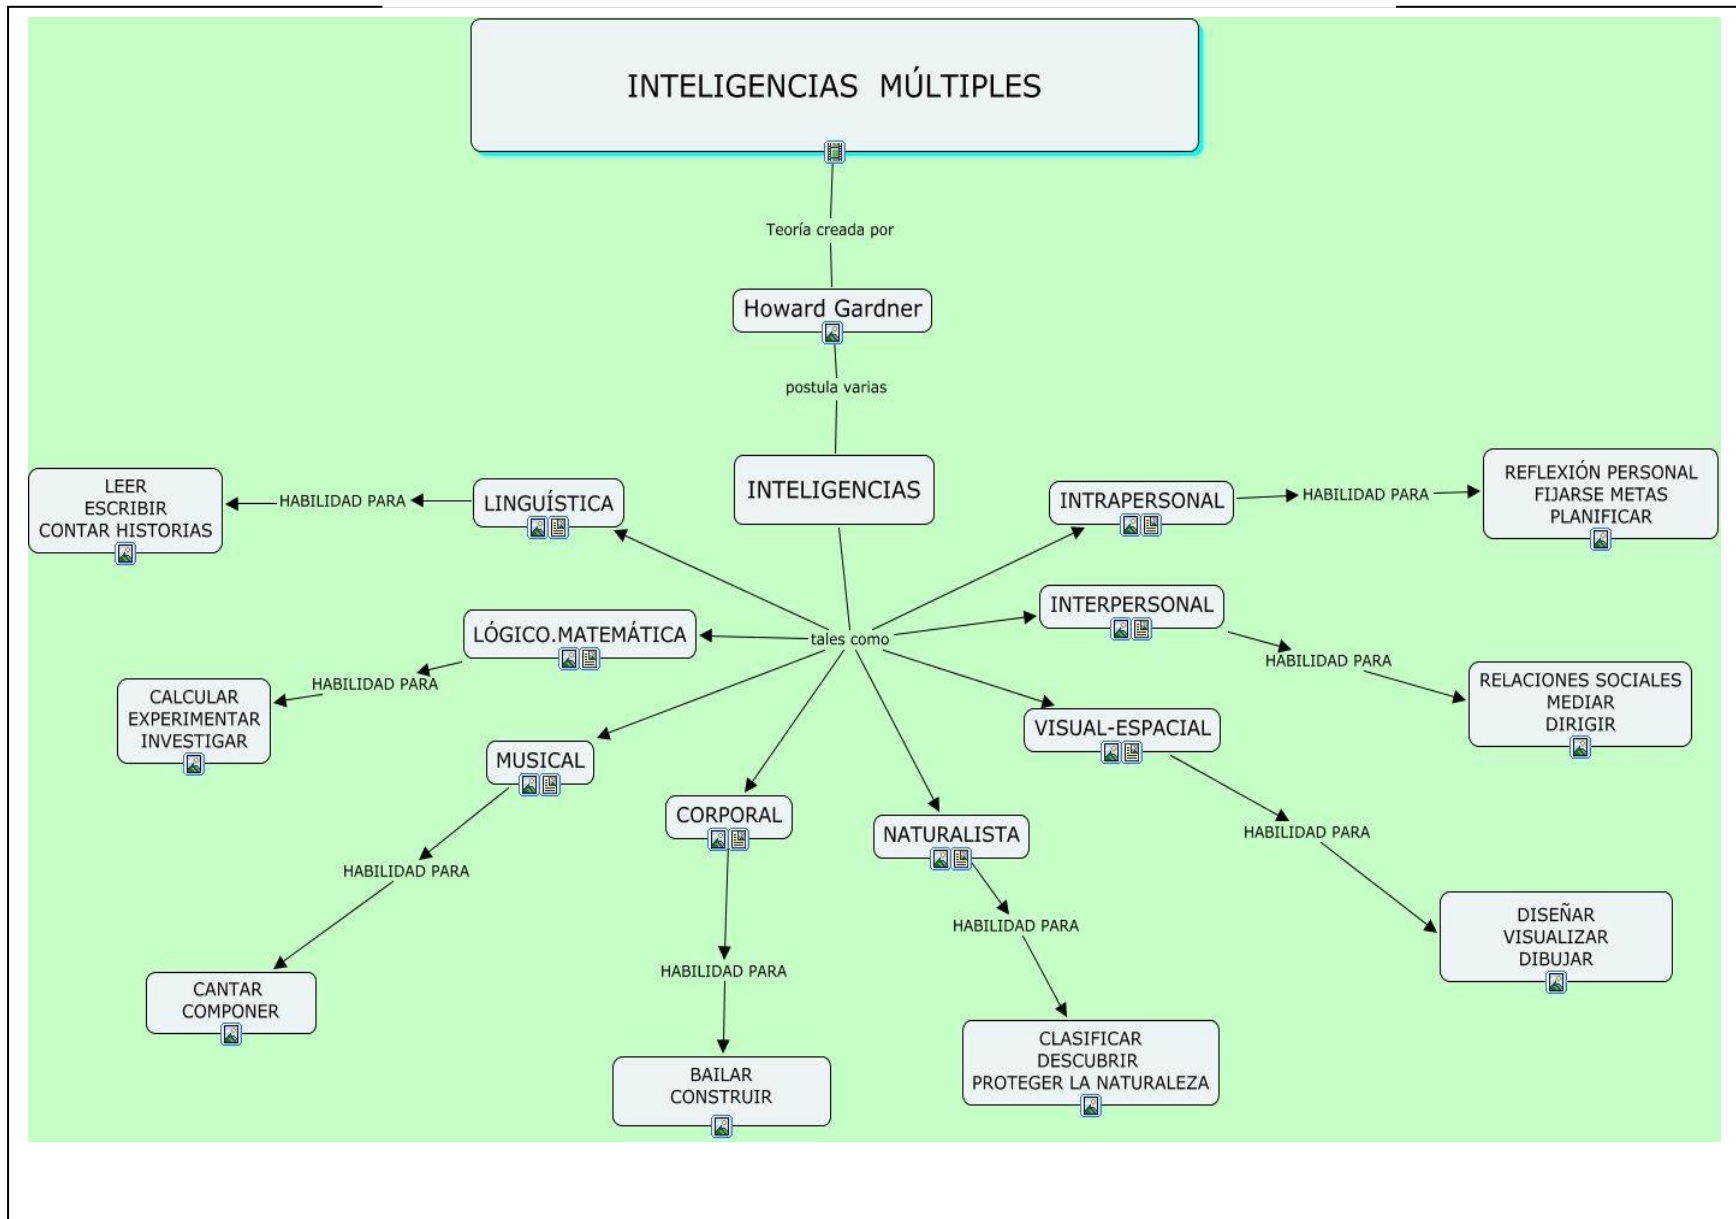 INTELIGENCIAS MÚLTIPLES
Teoría creada por
Howard Gardner
postula varias
INTELIGENCIAS
tales como
LINGUÍSTICA
HABILIDAD PARA
LEER
ESCRIBIR
CONTAR HISTORIAS
LÓGICO.MATEMÁTICA
HABILIDAD PARA
CALCULAR
EXPERIMENTAR
INVESTIGAR
MUSICAL
HABILIDAD PARA
CANTAR
COMPONER
CORPORAL
HABILIDAD PARA
BAILAR
CONSTRUIR
NATURALISTA
HABILIDAD PARA
CLASIFICAR
DESCUBRIR
PROTEGER LA NATURALEZA
VISUAL-ESPACIAL
HABILIDAD PARA
DISEÑAR
VISUALIZAR
DIBUJAR
INTERPERSONAL
HABILIDAD PARA
RELACIONES SOCIALES
MEDIAR
DIRIGIR
INTRAPERSONAL
HABILIDAD PARA
REFLEXIÓN PERSONAL
FIJARSE METAS
PLANIFICAR